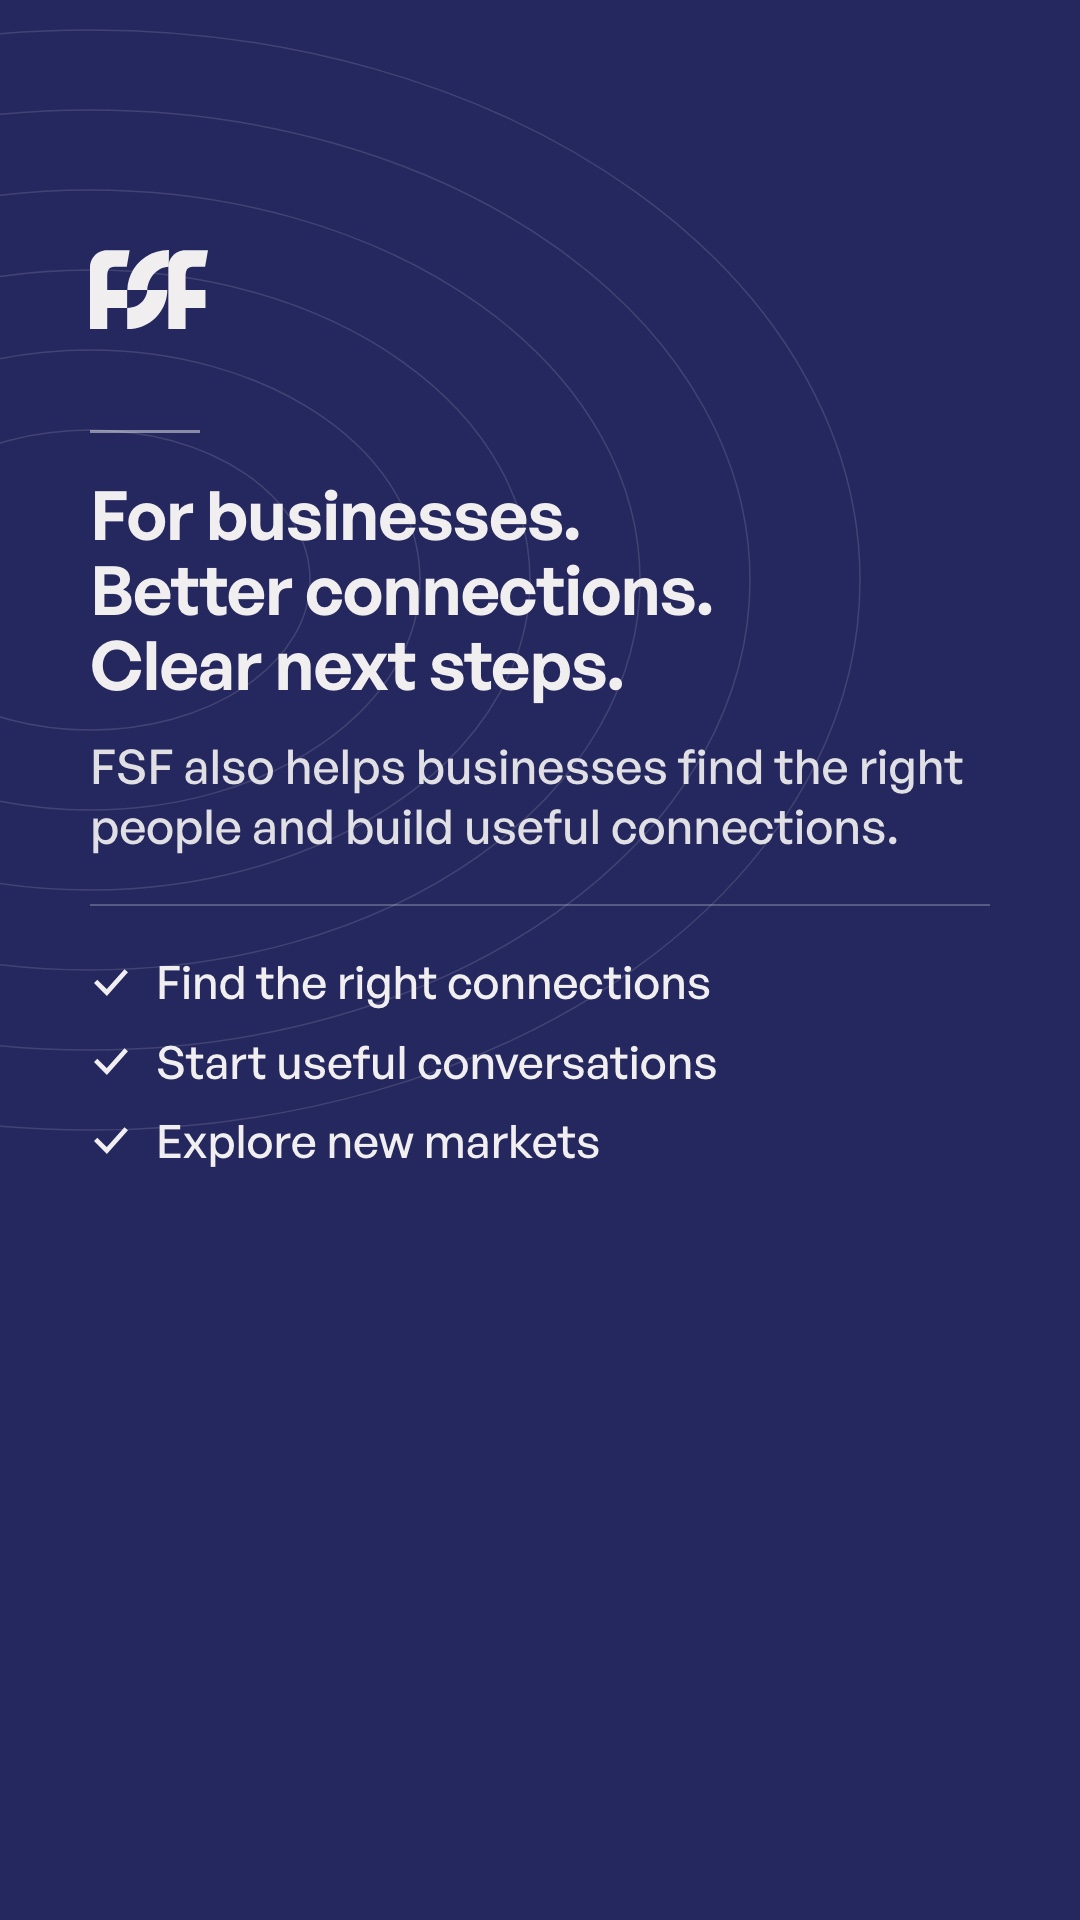 FSF
For businesses.
Better connections.
Clear next steps.
FSF also helps businesses find the right
people and build useful connections.
Find the right connections
Start useful conversations
Explore new markets